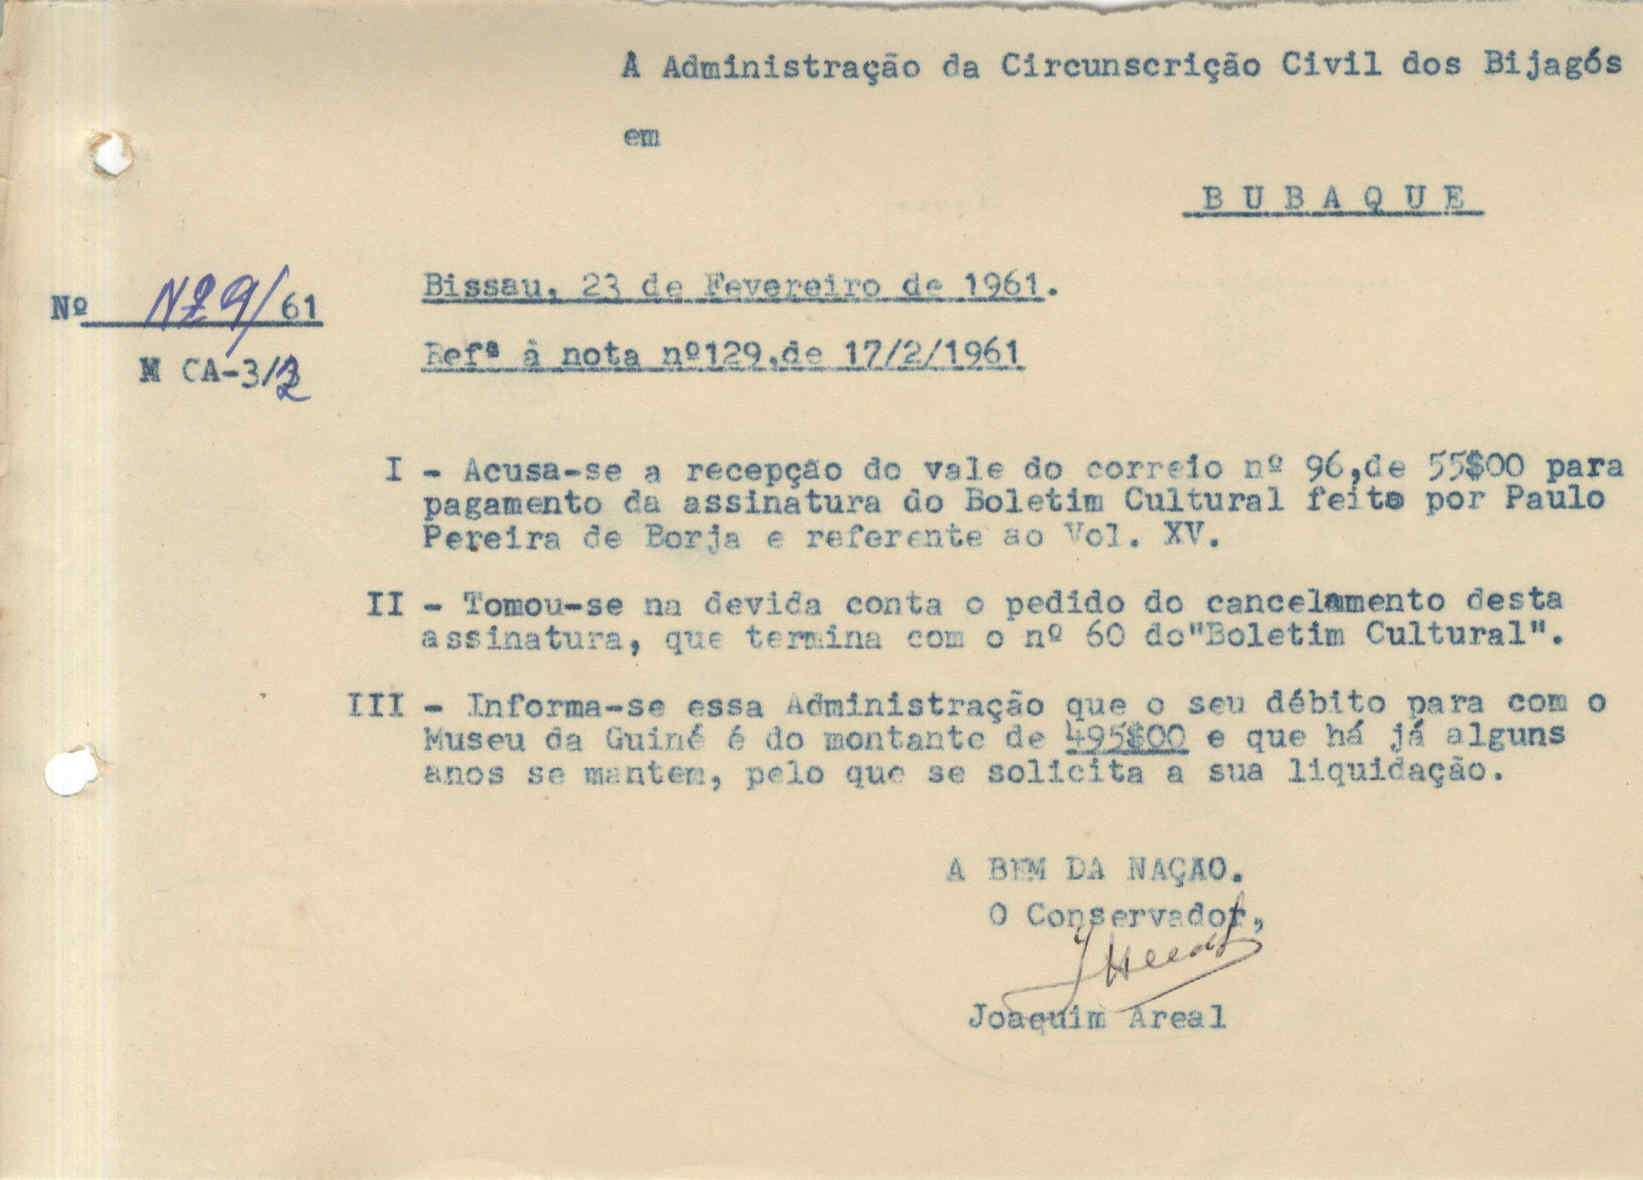 À Administração da Circunscrição Civil dos Bijagós
em
B U B A Q U E
Nº /61
Bissau, 23 de Fevereiro de 1961.
M CA-3/2
Refª à nota nº129,de 17/2/1961
I - Acusa-se a recepção do vale do correio nº 96,de 55$00 para
pagamento da assinatura do Boletim Cultural feito por Paulo
Pereira de Borja e referente ao Vol. XV.
II - Tomou-se na devida conta o pedido do cancelamento desta
assinatura, que termina com o nº 60 do"Boletim Cultural".
III - Informa-se essa Administração que o seu débito para com o
Museu da Guiné é do montante de 495$00 e que há já alguns
anos se mantem, pelo que se solicita a sua liquidação.
A BEM DA NAÇÃO.
O Conservador,
Joaquim Areal